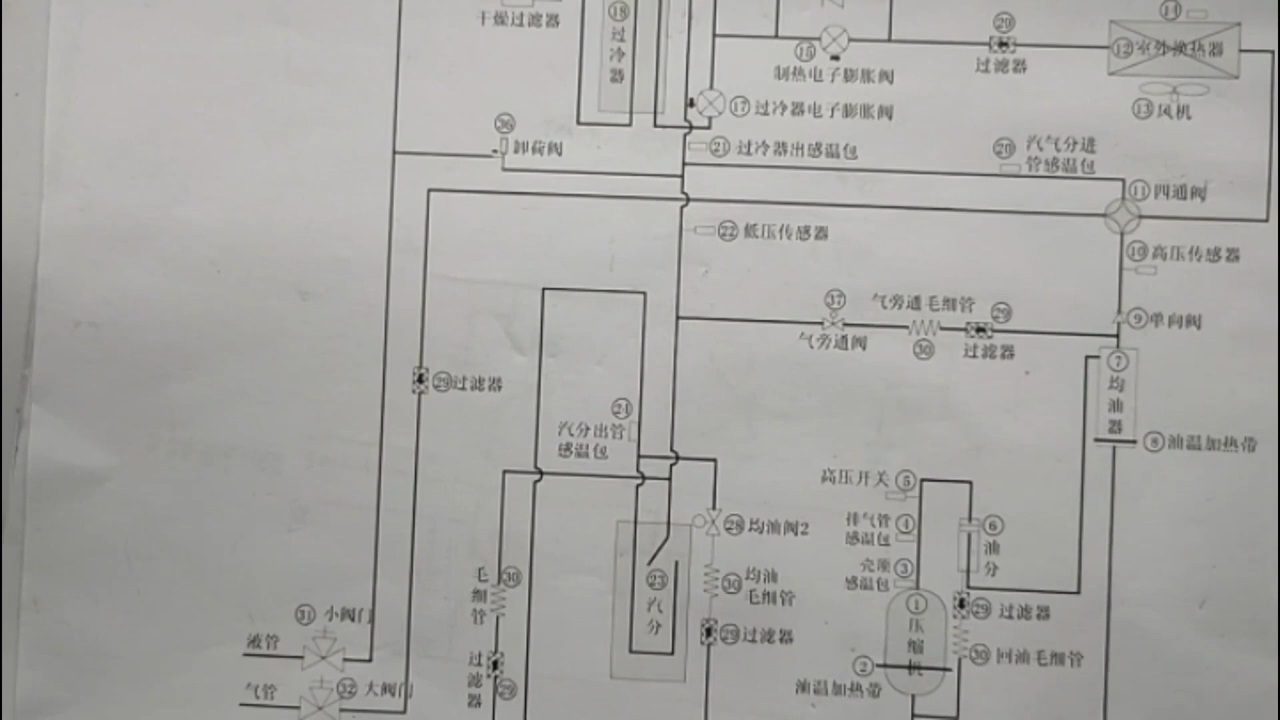 干燥过滤器
⑱
过
冷
器
⑮
制热电子膨胀阀
㉙
过滤器
⑭
⑫室外换热器
⑬风机
⑰过冷器电子膨胀阀
㊱
卸荷阀
㉑ 过冷器出感温包
⑳ 汽气分进
管感温包
⑪四通阀
㉒低压传感器
⑩高压传感器
㊲
气旁通阀
气旁通毛细管
㉚
㉙
过滤器
⑨单向阀
⑦
均
油
器
⑧油温加热带
㉙过滤器
㉔
汽分出管
感温包
高压开关⑤
排气管④
感温包
壳顶③
感温包
⑥
油
分
㉘均油阀2
㉓
汽
分
毛㉚
细
管
㉚均油
毛细管
㉙过滤器
①
压
缩
机
②
油温加热带
㉙过滤器
㉚回油毛细管
㉛小阀门
液管
过
滤
器㉙
气管
㉜大阀门